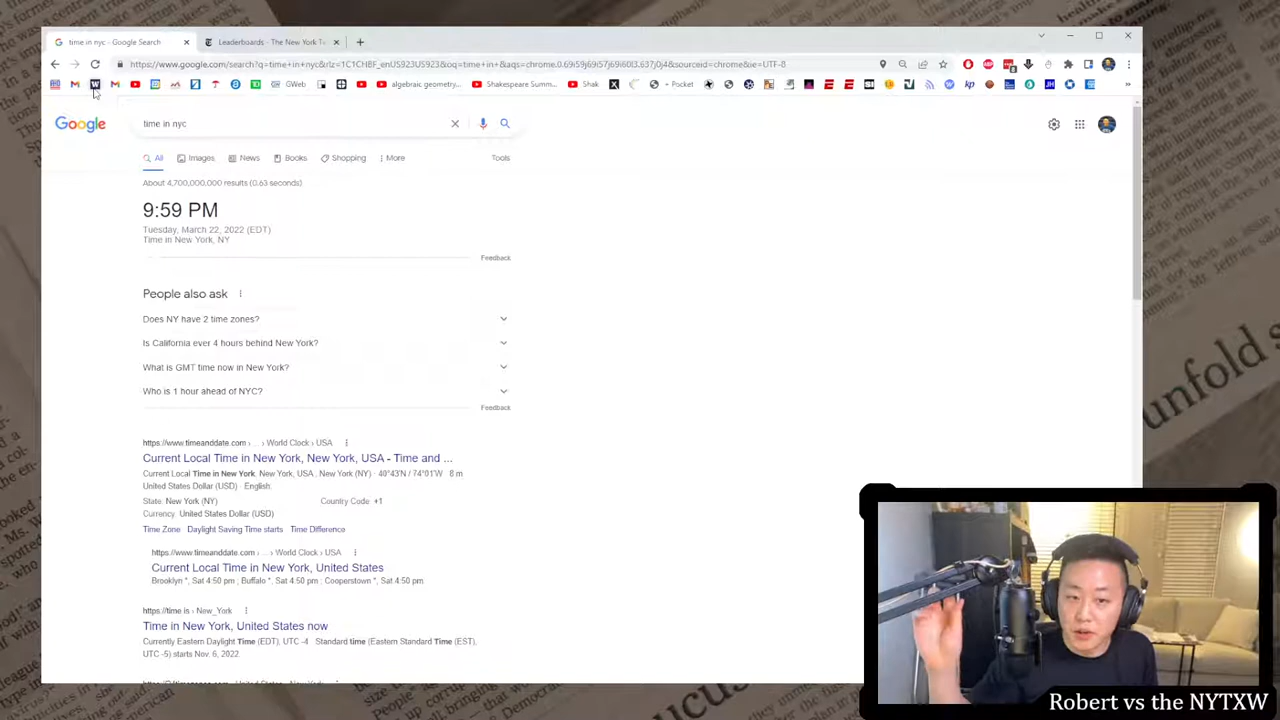 time in nyc - Google Search
Leaderboards - The New York T
https://www.google.com/search?q=time+in+nyc&rlz=1C1CHBF_enUS923US923&oq=time+in+&aqs=chrome.0.69i59j69i57j69i60l3.637j0j4&sourceid=chrome&ie=UTF-8
GWeb
algebraic, geometry...
Shakespeare Summ...
Shak
+ Pocket
Google
time in nyc
All
Images
News
Books
Shopping
More
Tools
About 4,700,000,000 results (0.63 seconds)
9:59 PM
Tuesday, March 22, 2022 (EDT)
Time in New York, NY
Feedback
People also ask
Does NY have 2 time zones?
Is California ever 4 hours behind New York?
What is GMT time now in New York?
Who is 1 hour ahead of NYC?
Feedback
https://www.timeanddate.com › ... › World Clock › USA
Current Local Time in New York, New York, USA - Time and ...
Current Local Time in New York. New York, USA . New York (NY) · 40°43'N / 74°01'W · 8 m
United States Dollar (USD) · English.
State: New York (NY)
Country Code: +1
Currency: United States Dollar (USD)
Time Zone · Daylight Saving Time starts · Time Difference
https://www.timeanddate.com › ... › World Clock › USA
Current Local Time in New York, United States
Brooklyn *, Sat 4:50 pm ; Buffalo *, Sat 4:50 pm ; Cooperstown *, Sat 4:50 pm.
https://time.is › New_York
Time in New York, United States now
Currently Eastern Daylight Time (EDT), UTC -4 · Standard time (Eastern Standard Time (EST),
UTC -5) starts Nov. 6, 2022.
unfold s
Robert vs the NYTXW